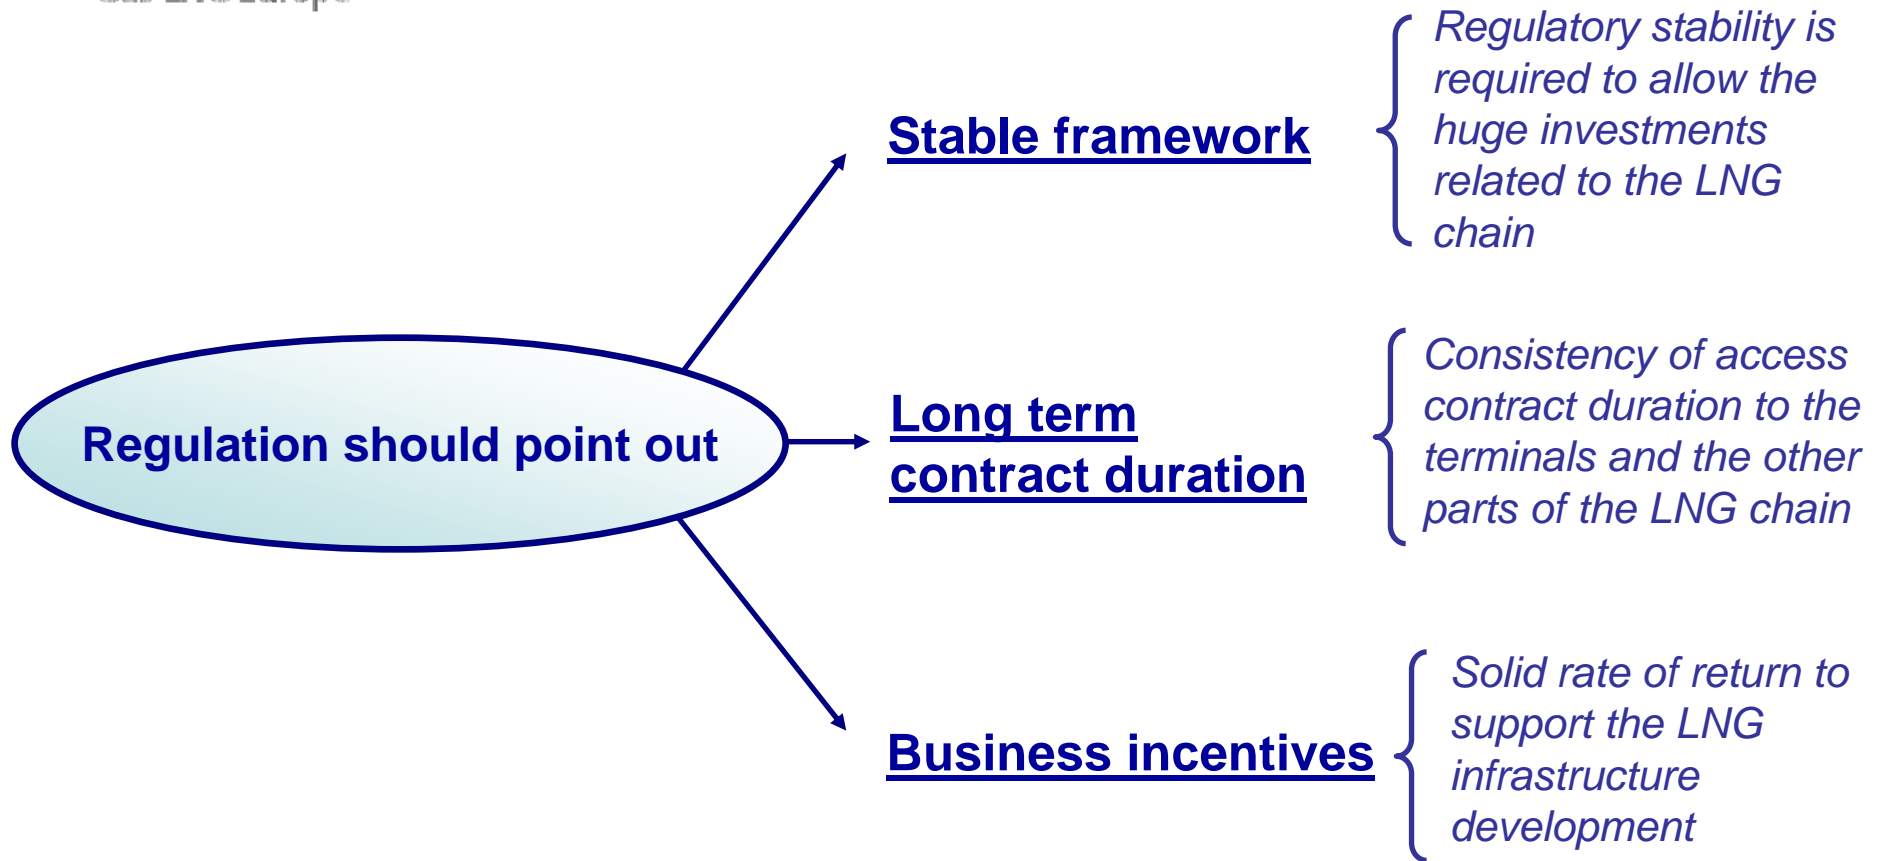 Regulatory stability is
required to allow the
huge investments
related to the LNG
chain
Stable framework
Regulation should point out
Long term
contract duration
Consistency of access
contract duration to the
terminals and the other
parts of the LNG chain
Business incentives
Solid rate of return to
support the LNG
infrastructure
development